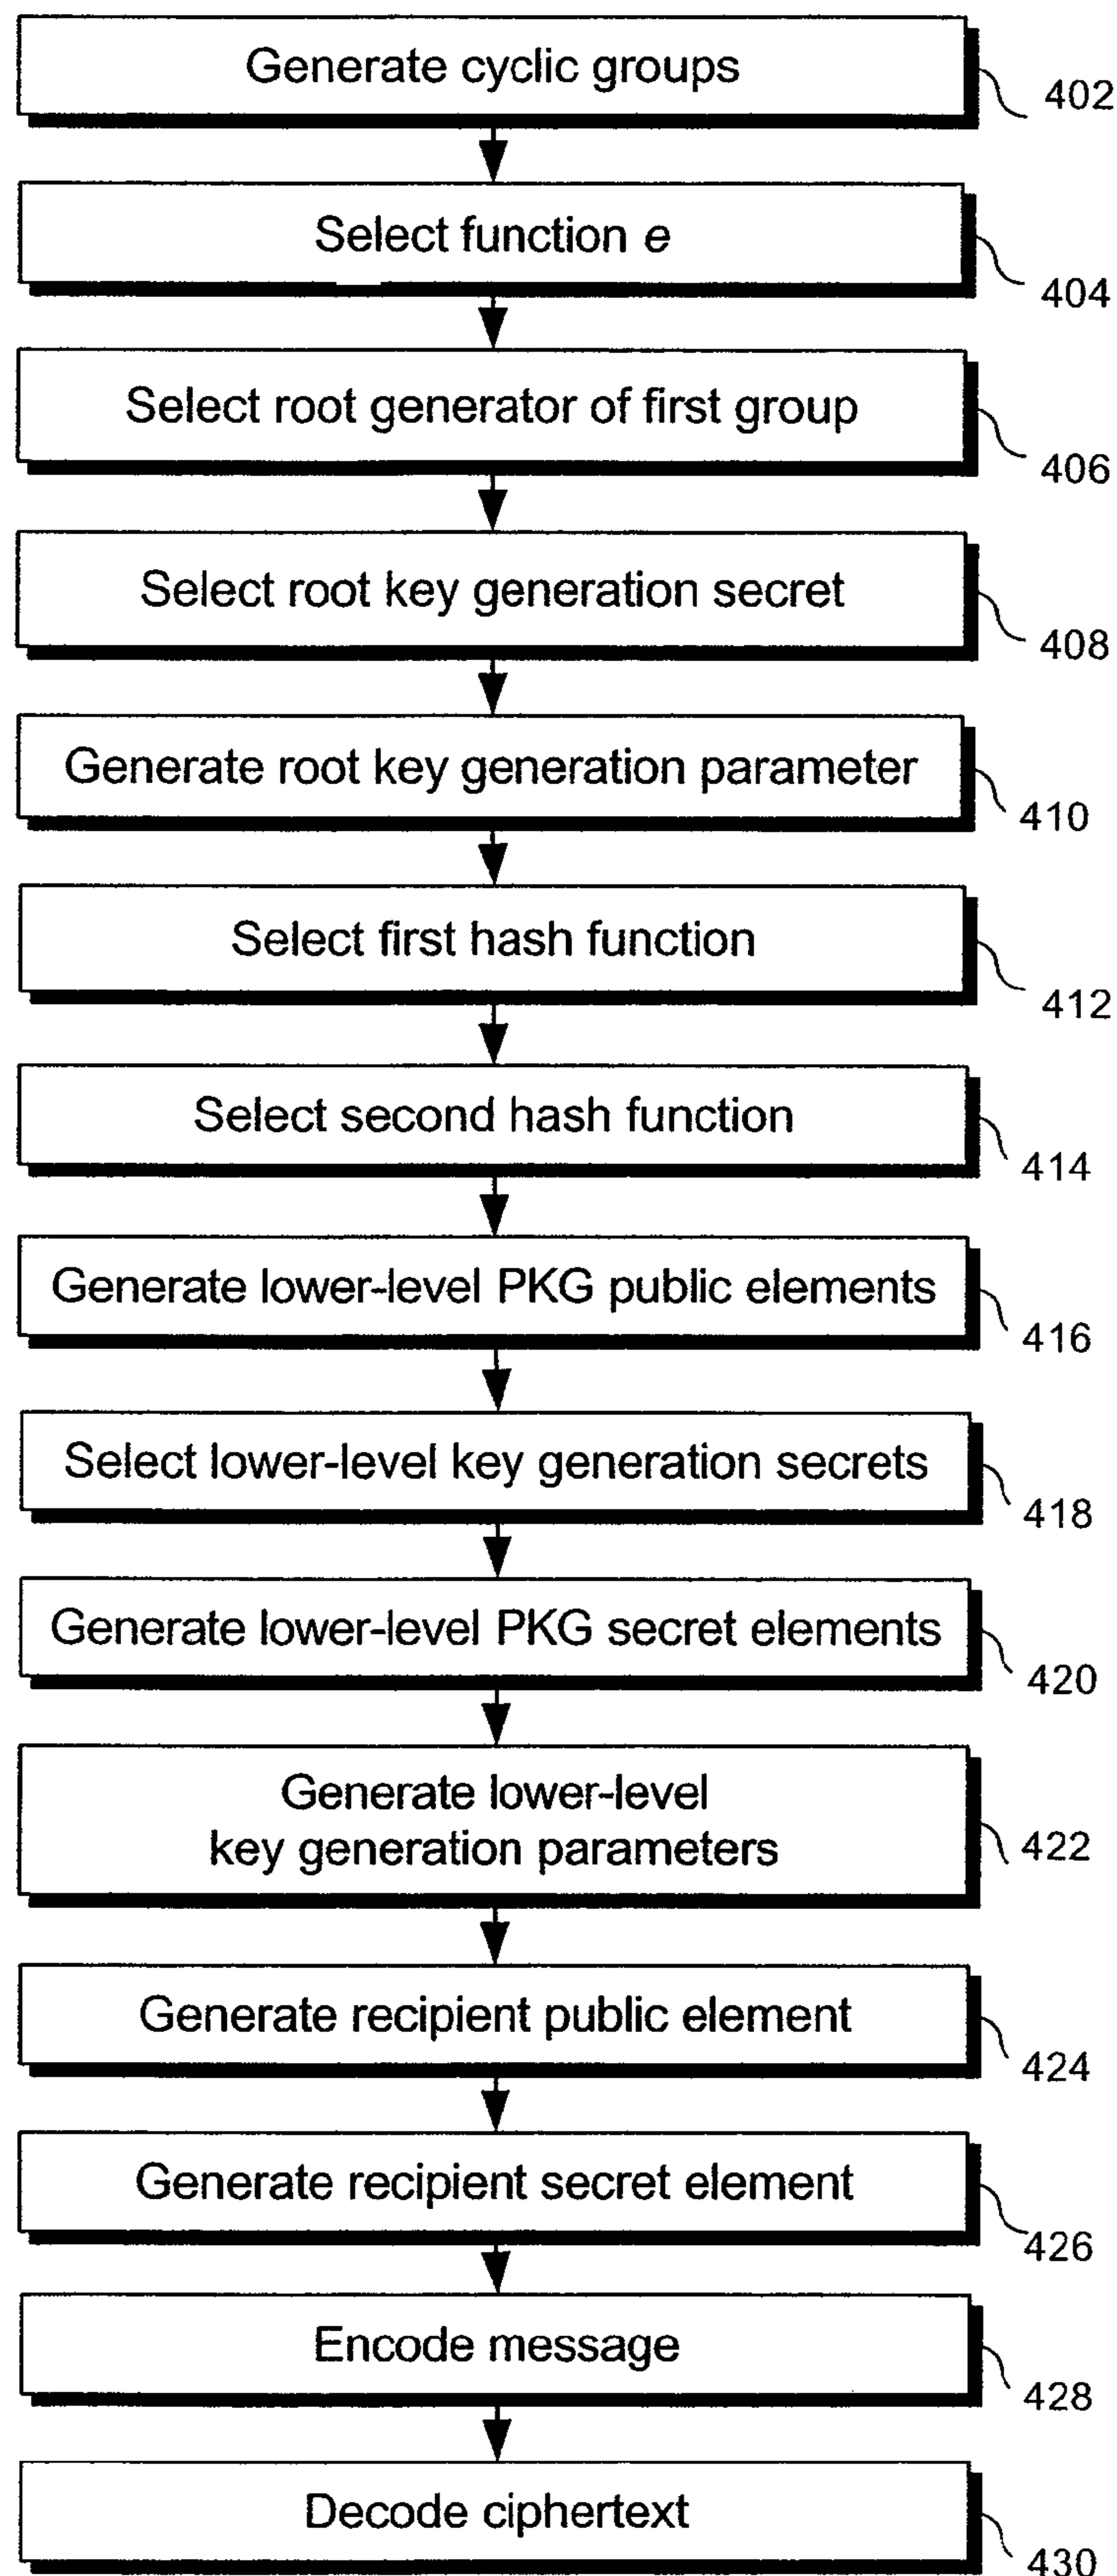 Generate cyclic groups
402
Select function e
404
Select root generator of first group
406
Select root key generation secret
408
Generate root key generation parameter
410
Select first hash function
412
Select second hash function
414
Generate lower-level PKG public elements
416
Select lower-level key generation secrets
418
Generate lower-level PKG secret elements
420
Generate lower-level
key generation parameters
422
Generate recipient public element
424
Generate recipient secret element
426
Encode message
428
Decode ciphertext
430